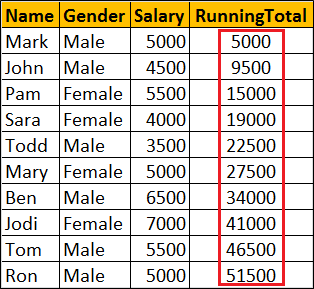 Name Gender Salary RunningTotal
Mark Male 5000 5000
John Male 4500 9500
Pam Female 5500 15000
Sara Female 4000 19000
Todd Male 3500 22500
Mary Female 5000 27500
Ben Male 6500 34000
Jodi Female 7000 41000
Tom Male 5500 46500
Ron Male 5000 51500